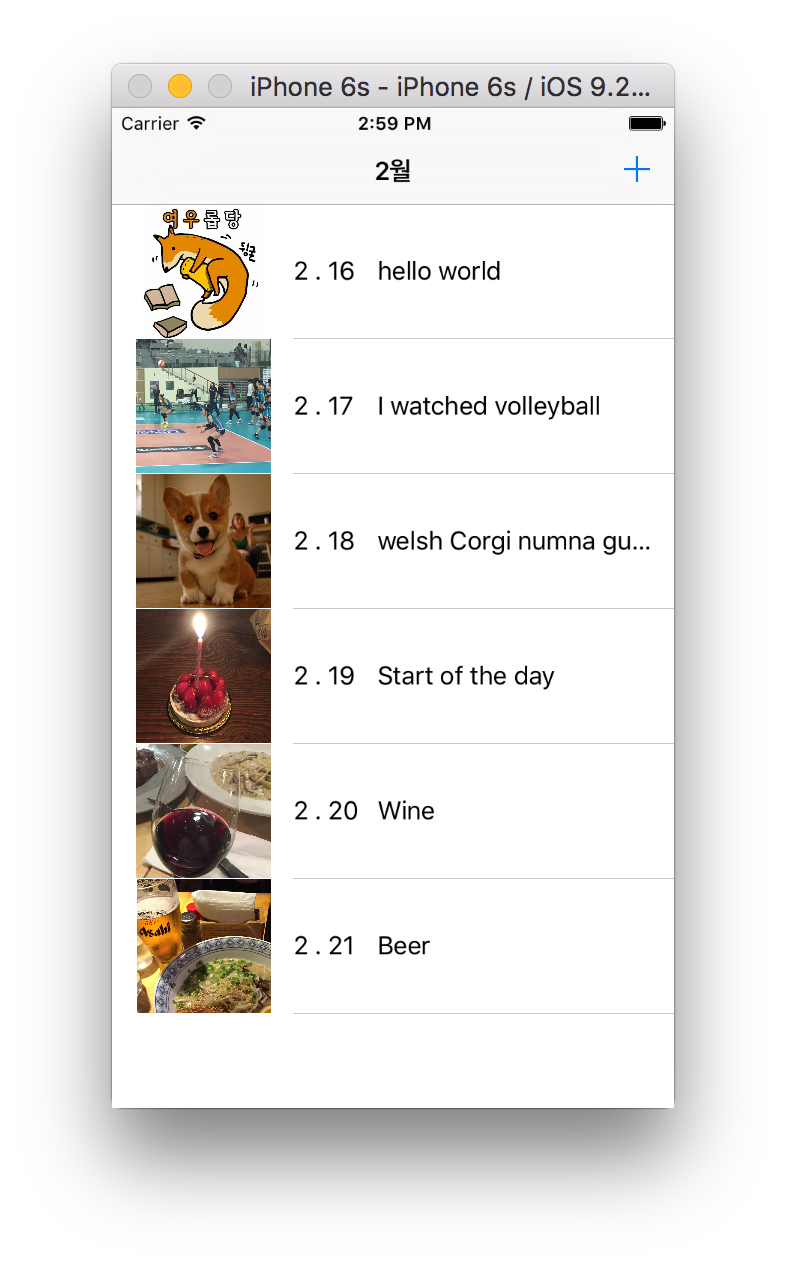 iPhone 6s - iPhone 6s / iOS 9.2...
Carrier 2:59 PM
2월
여우롭당
뒹굴
2 . 16 hello world
2 . 17 I watched volleyball
2 . 18 welsh Corgi numna gu...
2 . 19 Start of the day
2 . 20 Wine
Asahi
2 . 21 Beer